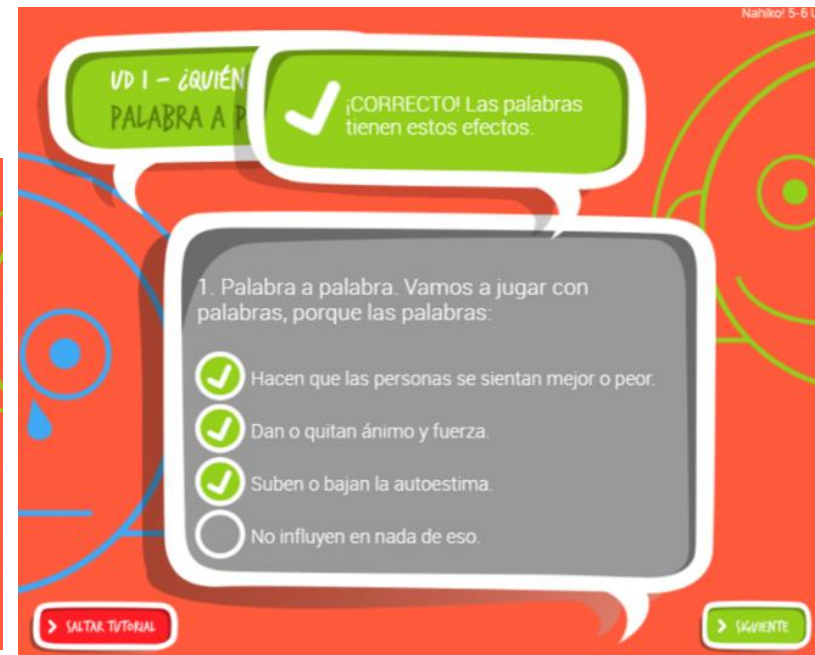 Nahiko! 5-6 U
UD 1 - ¿QUIÉN
PALABRA A P
¡CORRECTO! Las palabras
tienen estos efectos.
1. Palabra a palabra. Vamos a jugar con
palabras, porque las palabras:
Hacen que las personas se sientan mejor o peor.
Dan o quitan ánimo y fuerza.
Suben o bajan la autoestima.
No influyen en nada de eso.
> SALTAR TUTORIAL
> SIGUIENTE